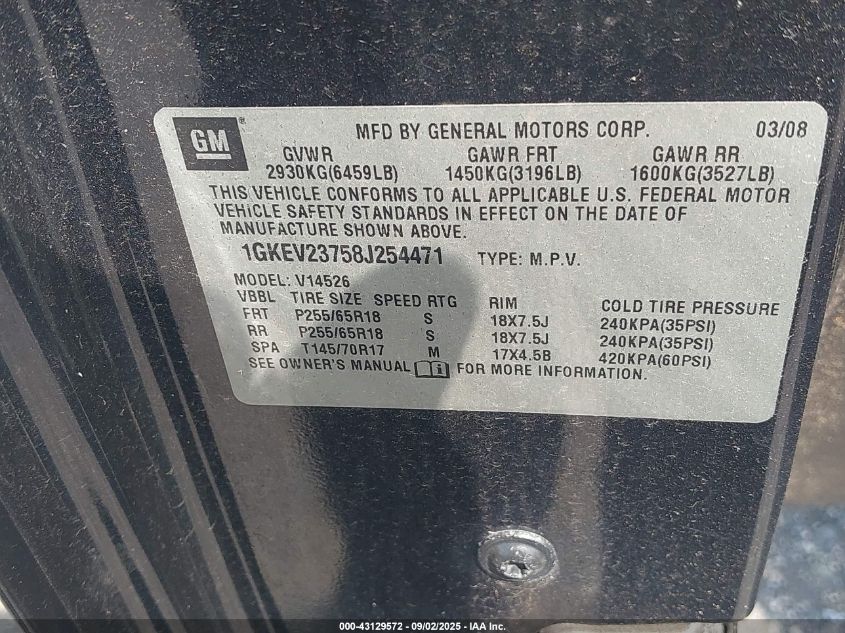 GM ®
MFD BY GENERAL MOTORS CORP. 03/08
GVWR GAWR FRT GAWR RR
2930KG(6459LB) 1450KG(3196LB) 1600KG(3527LB)
THIS VEHICLE CONFORMS TO ALL APPLICABLE U.S. FEDERAL MOTOR
VEHICLE SAFETY STANDARDS IN EFFECT ON THE DATE OF
MANUFACTURE SHOWN ABOVE.
1GKEV23758J254471 TYPE: M.P.V.
MODEL: V14526
VBBL TIRE SIZE SPEED RTG RIM COLD TIRE PRESSURE
FRT P255/65R18 S 18X7.5J 240KPA(35PSI)
RR P255/65R18 S 18X7.5J 240KPA(35PSI)
SPA T145/70R17 M 17X4.5B 420KPA(60PSI)
SEE OWNER'S MANUAL i FOR MORE INFORMATION.
000-43129572 - 09/02/2025 - IAA Inc.